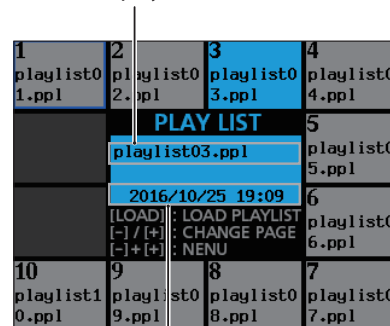 1
playlist0
1.ppl
2
playlist0
2.ppl
3
playlist0
3.ppl
4
playlist0
4.ppl
PLAY LIST
playlist03.ppl
2016/10/25 19:09
[LOAD] : LOAD PLAYLIST
[-] / [+] : CHANGE PAGE
[-]+[+] : NENU
5
playlist0
5.ppl
6
playlist0
6.ppl
10
playlist1
0.ppl
9
playlist0
9.ppl
8
playlist0
8.ppl
7
playlist0
7.ppl